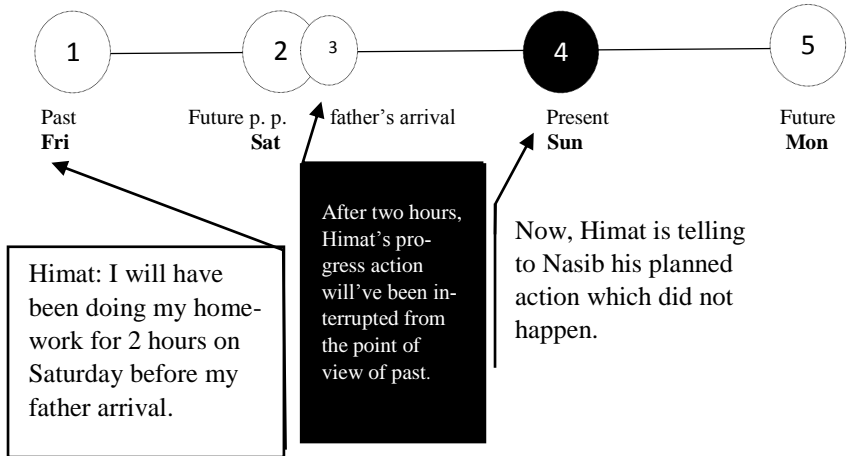 1
2
3
4
5
Past
Fri
Future p. p.
Sat
father's arrival
Present
Sun
Future
Mon
Himat: I will have
been doing my home-
work for 2 hours on
Saturday before my
father arrival.
After two hours,
Himat's pro-
gress action
will've been in-
terrupted from
the point of
view of past.
Now, Himat is telling
to Nasib his planned
action which did not
happen.